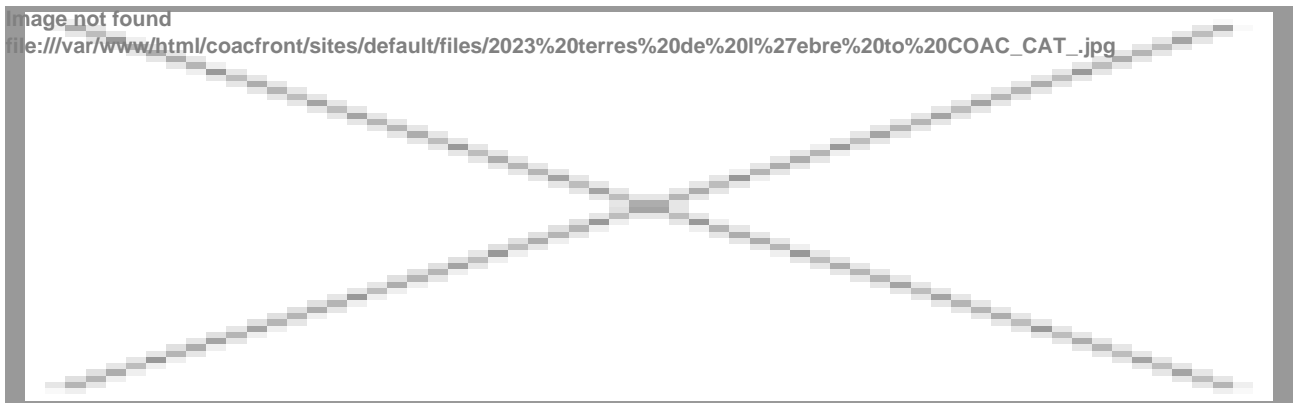 Image not found
file:///var/www/html/coacfront/sites/default/files/2023%20terres%20de%20l%27ebre%20to%20COAC_CAT_.jpg